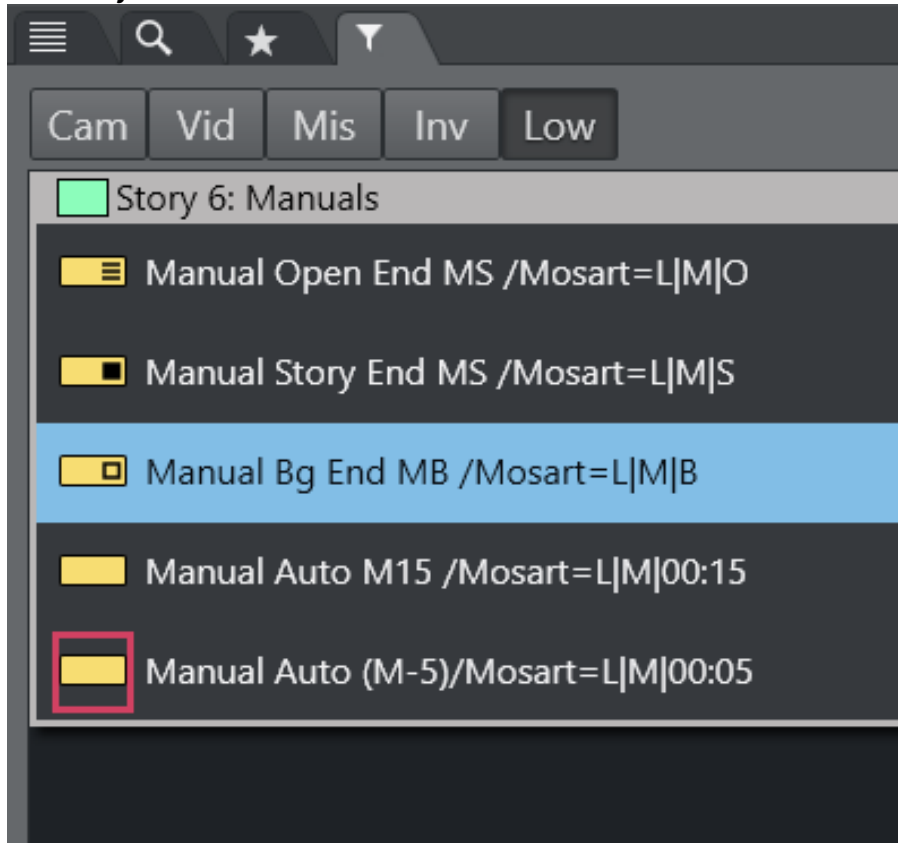 Cam Vid Mis Inv Low
Story 6: Manuals
Manual Open End MS /Mosart=L|M|O
Manual Story End MS /Mosart=L|M|S
Manual Bg End MB /Mosart=L|M|B
Manual Auto M15 /Mosart=L|M|00:15
Manual Auto (M-5)/Mosart=L|M|00:05